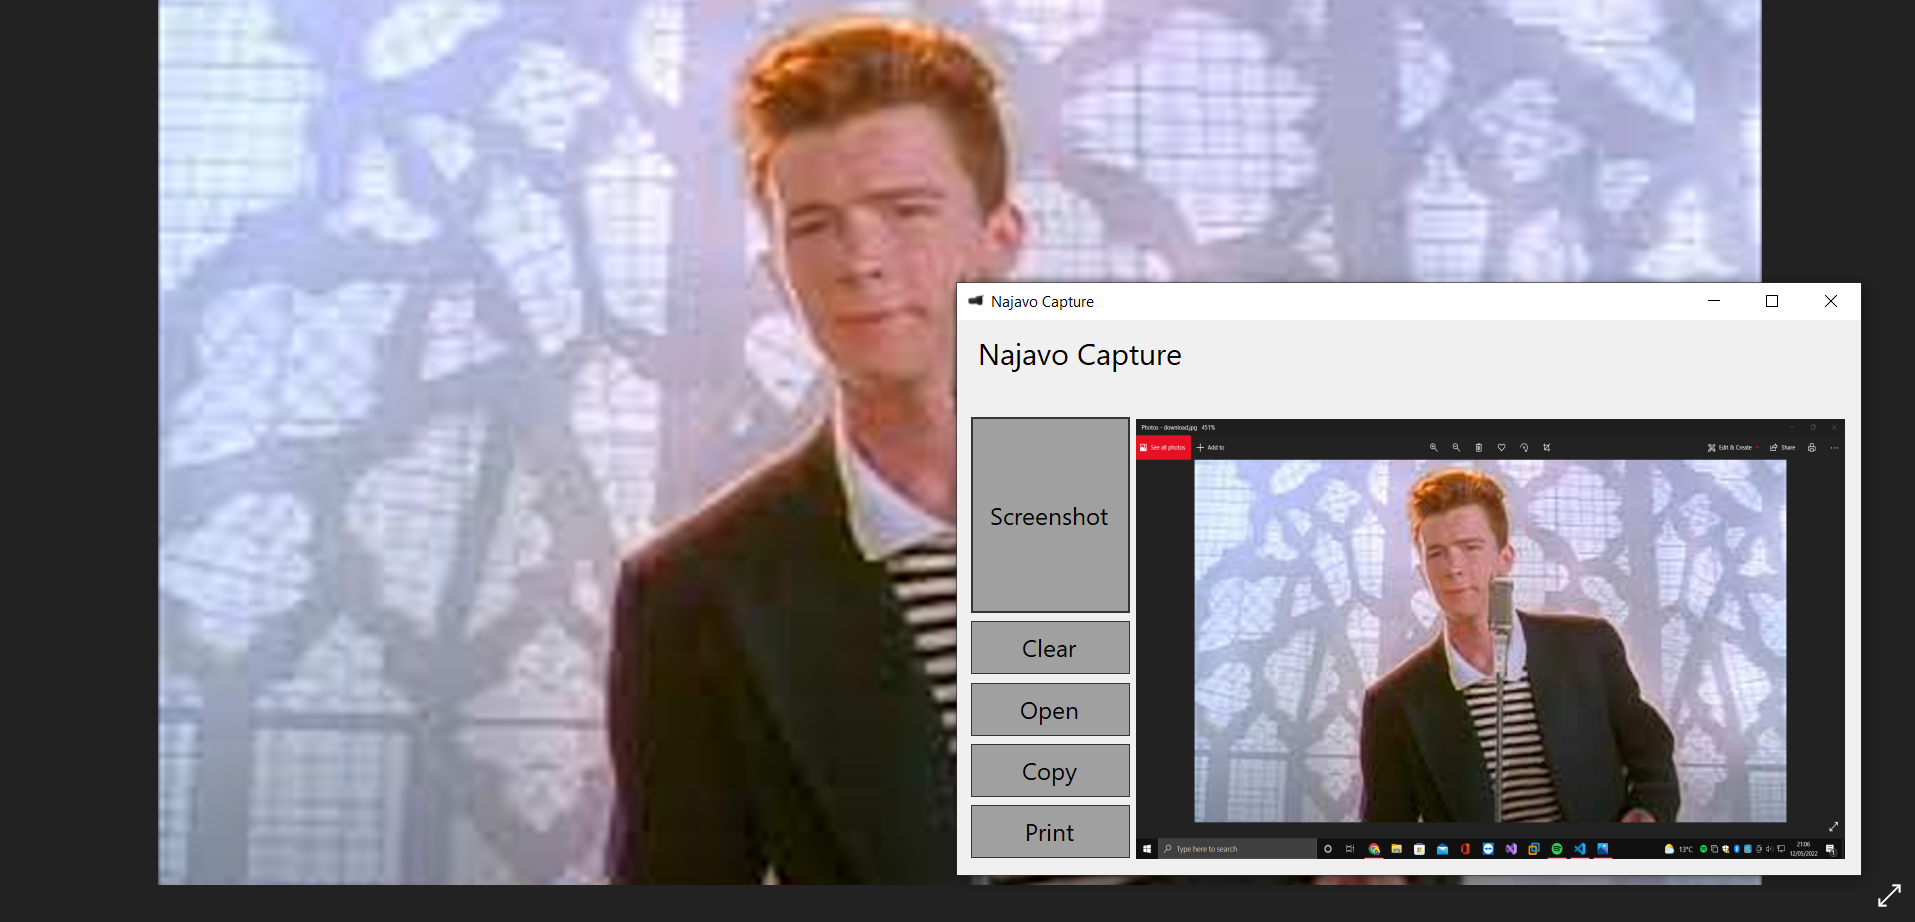 Najavo Capture
Najavo Capture
Screenshot
Clear
Open
Copy
Print
Photos - download.jpg 451%
See all photos
Add to
Edit & Create
Share
Type here to search
13°C
21:06
12/05/2022